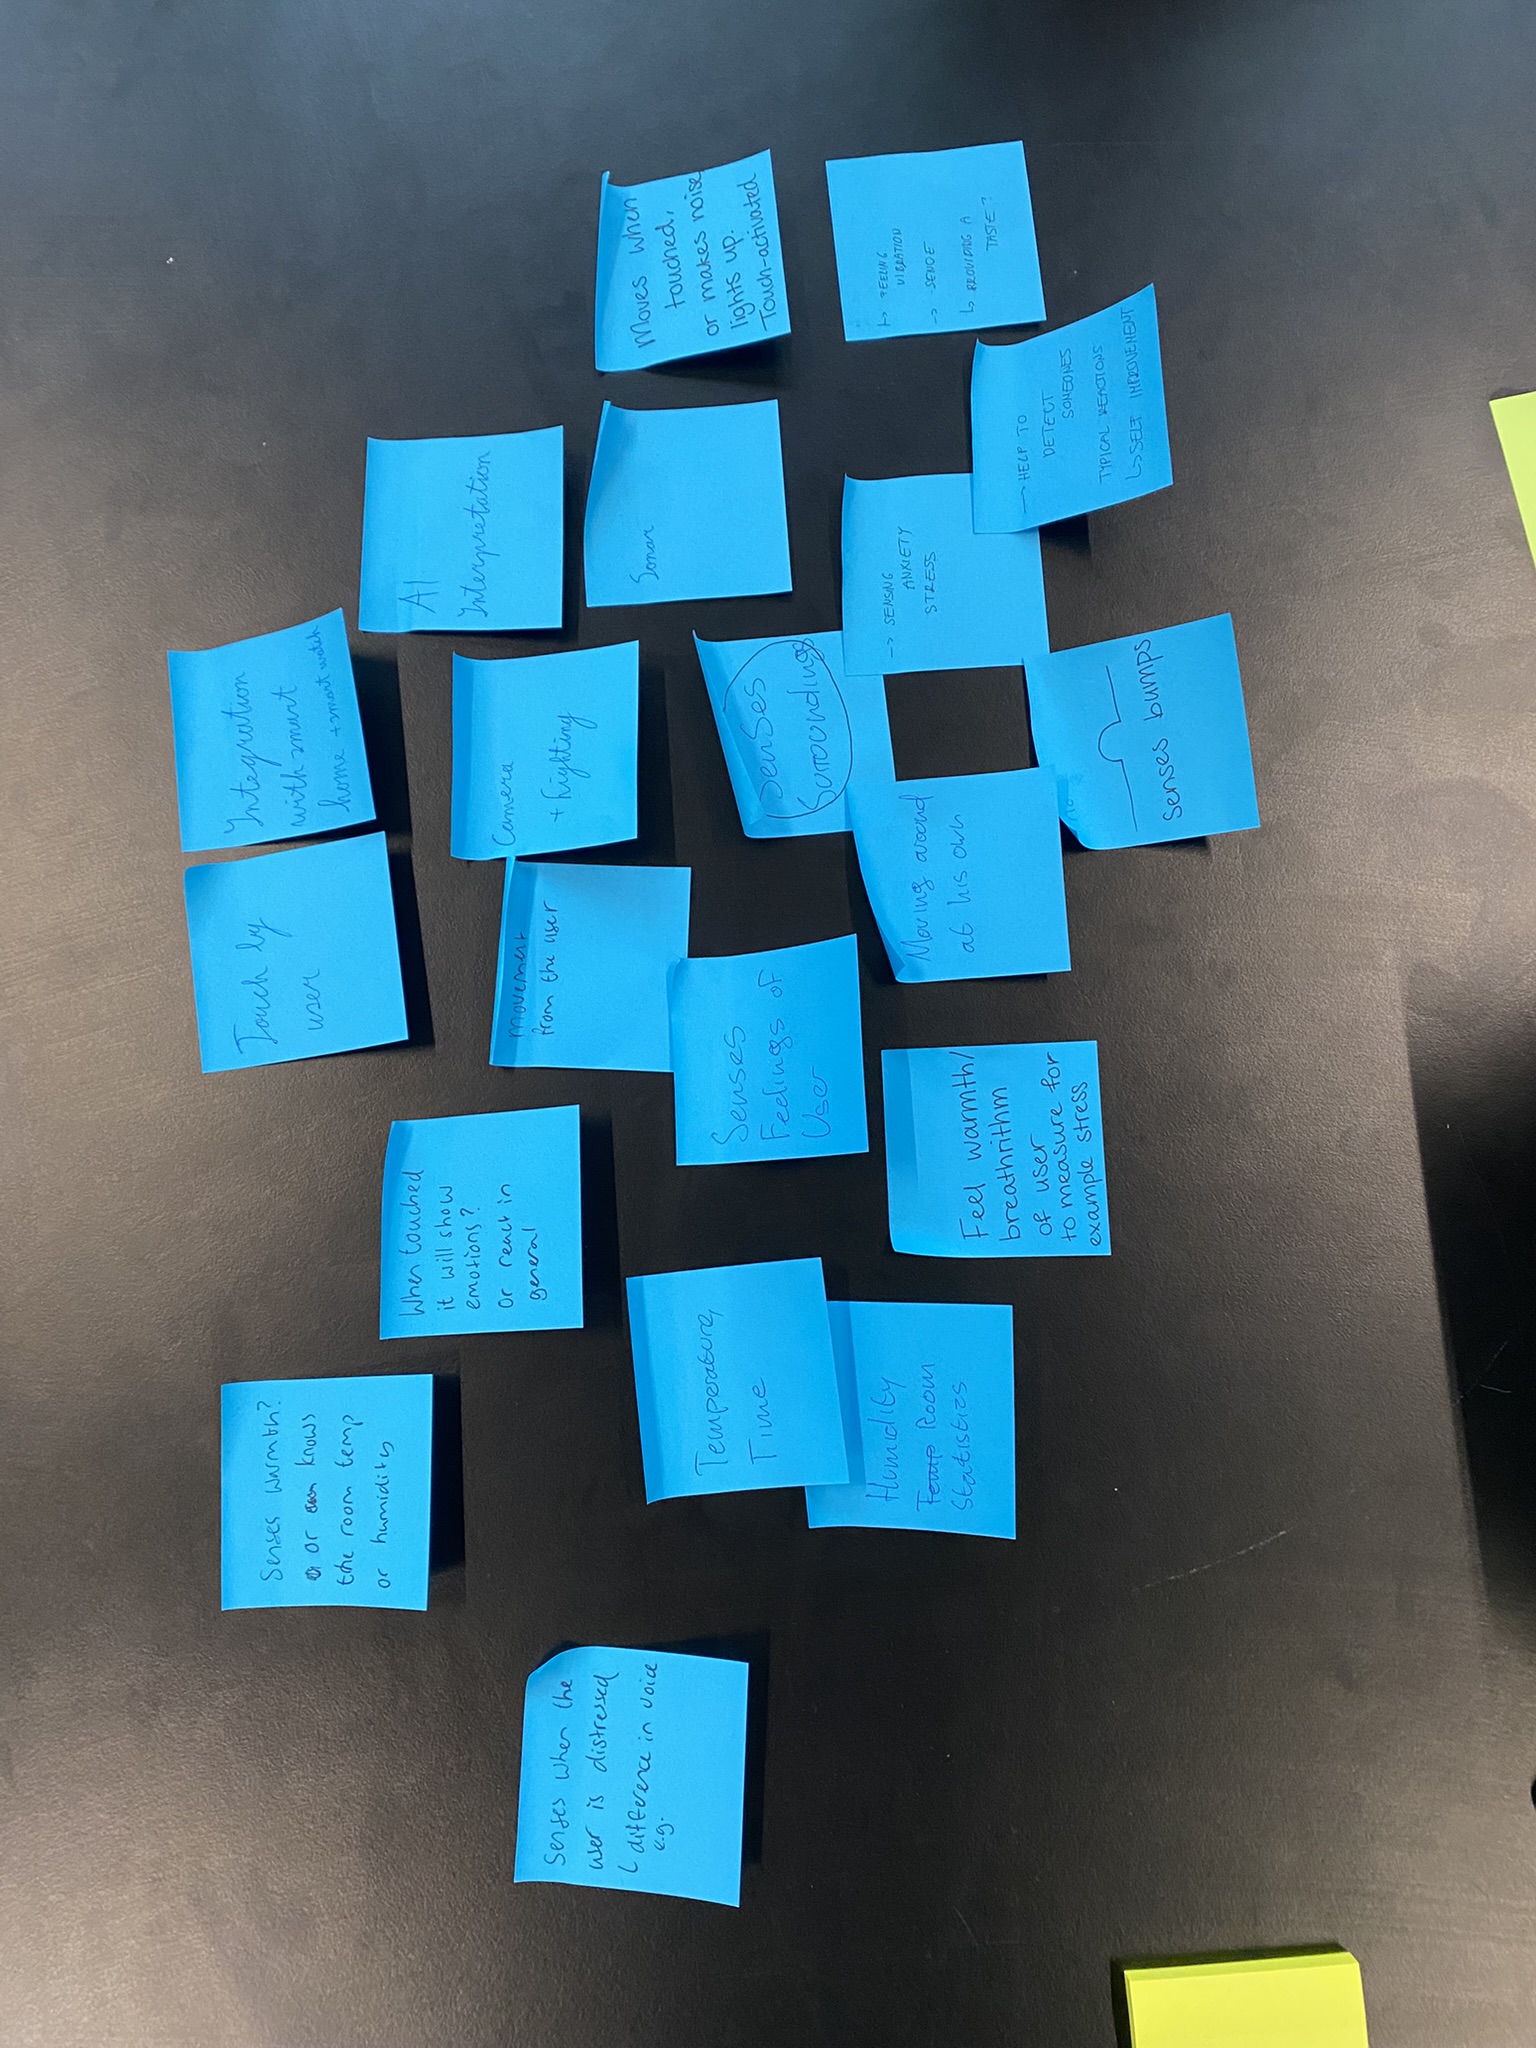 Senses warmth?
or knows
the room temp
or humidity
Touch by
user
Integration
with smart
home + smart watch
When touched
it will show
emotions?
Or react in
general
AI
Interpretation
Movement
from the user
Camera
+ Lighting
Senses when the
user is distressed
difference in voice
e.g.
Sonar
Moves when
touched,
or makes noise
lights up.
Touch-activated
Temperature,
Time
Senses
Feelings of
User
Senses
Surroundings
Humidity
Temp Room
Statistics
Feel warmth/
breathrithm
of user
to measure for
example stress
Moving around
at his own
→ SENSING
ANXIETY
STRESS
↳ FEELING
VIBRATION
→
↳ PROVIDING A
TASTE?
senses bumps
— HELP TO
DETECT
SOMEONES
TYPICAL REACTIONS
↳ SELF IMPROVEMENT